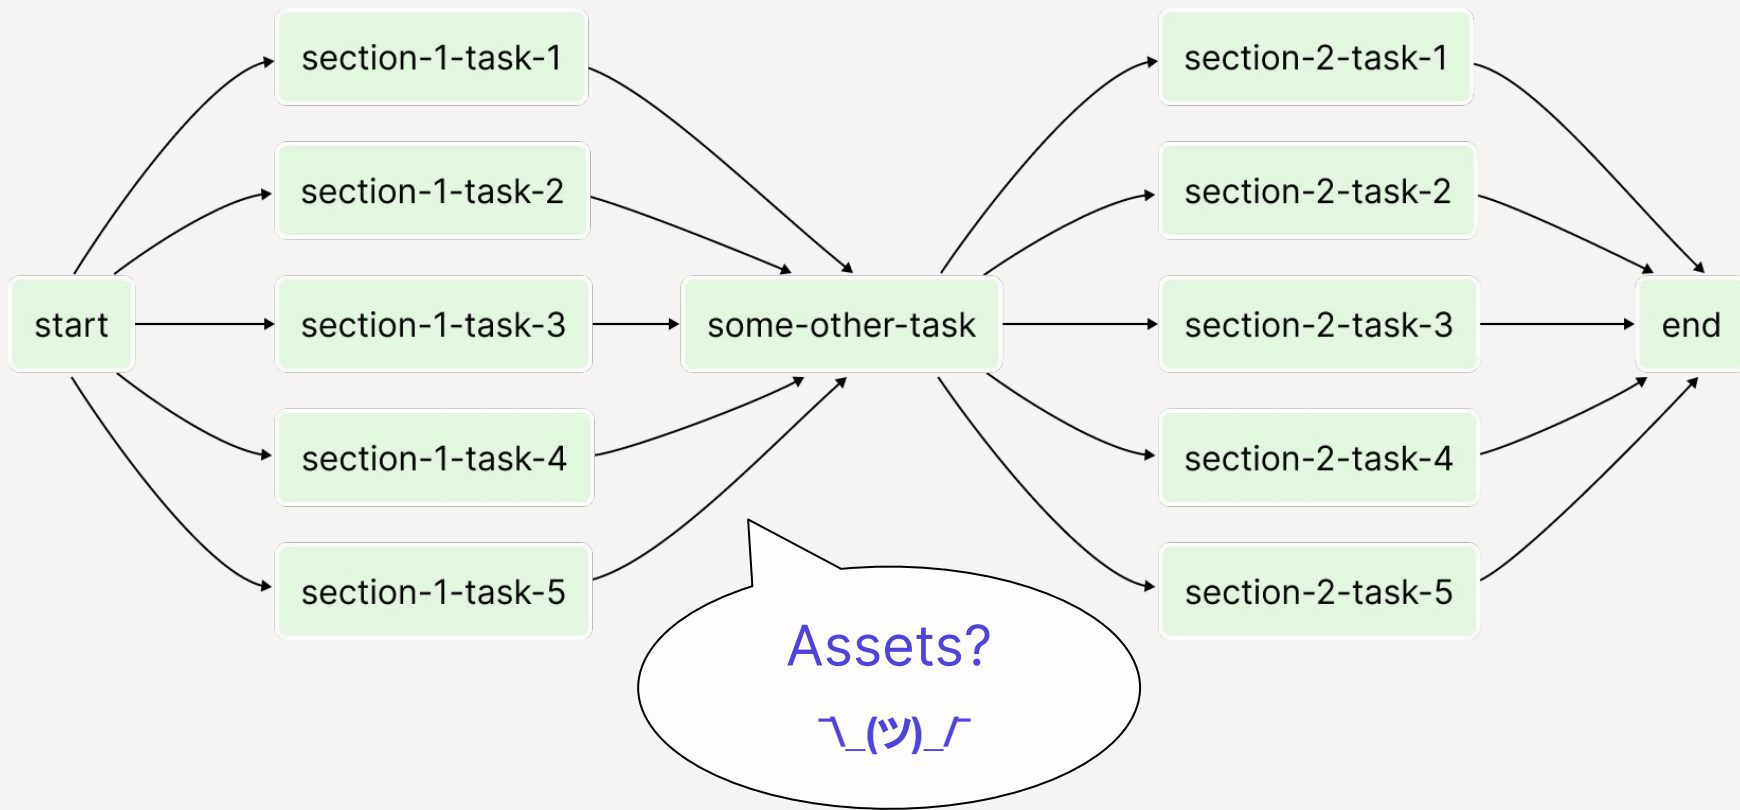 start
section-1-task-1
section-1-task-2
section-1-task-3
section-1-task-4
section-1-task-5
some-other-task
section-2-task-1
section-2-task-2
section-2-task-3
section-2-task-4
section-2-task-5
end
Assets?
¯\_(ツ)_/¯